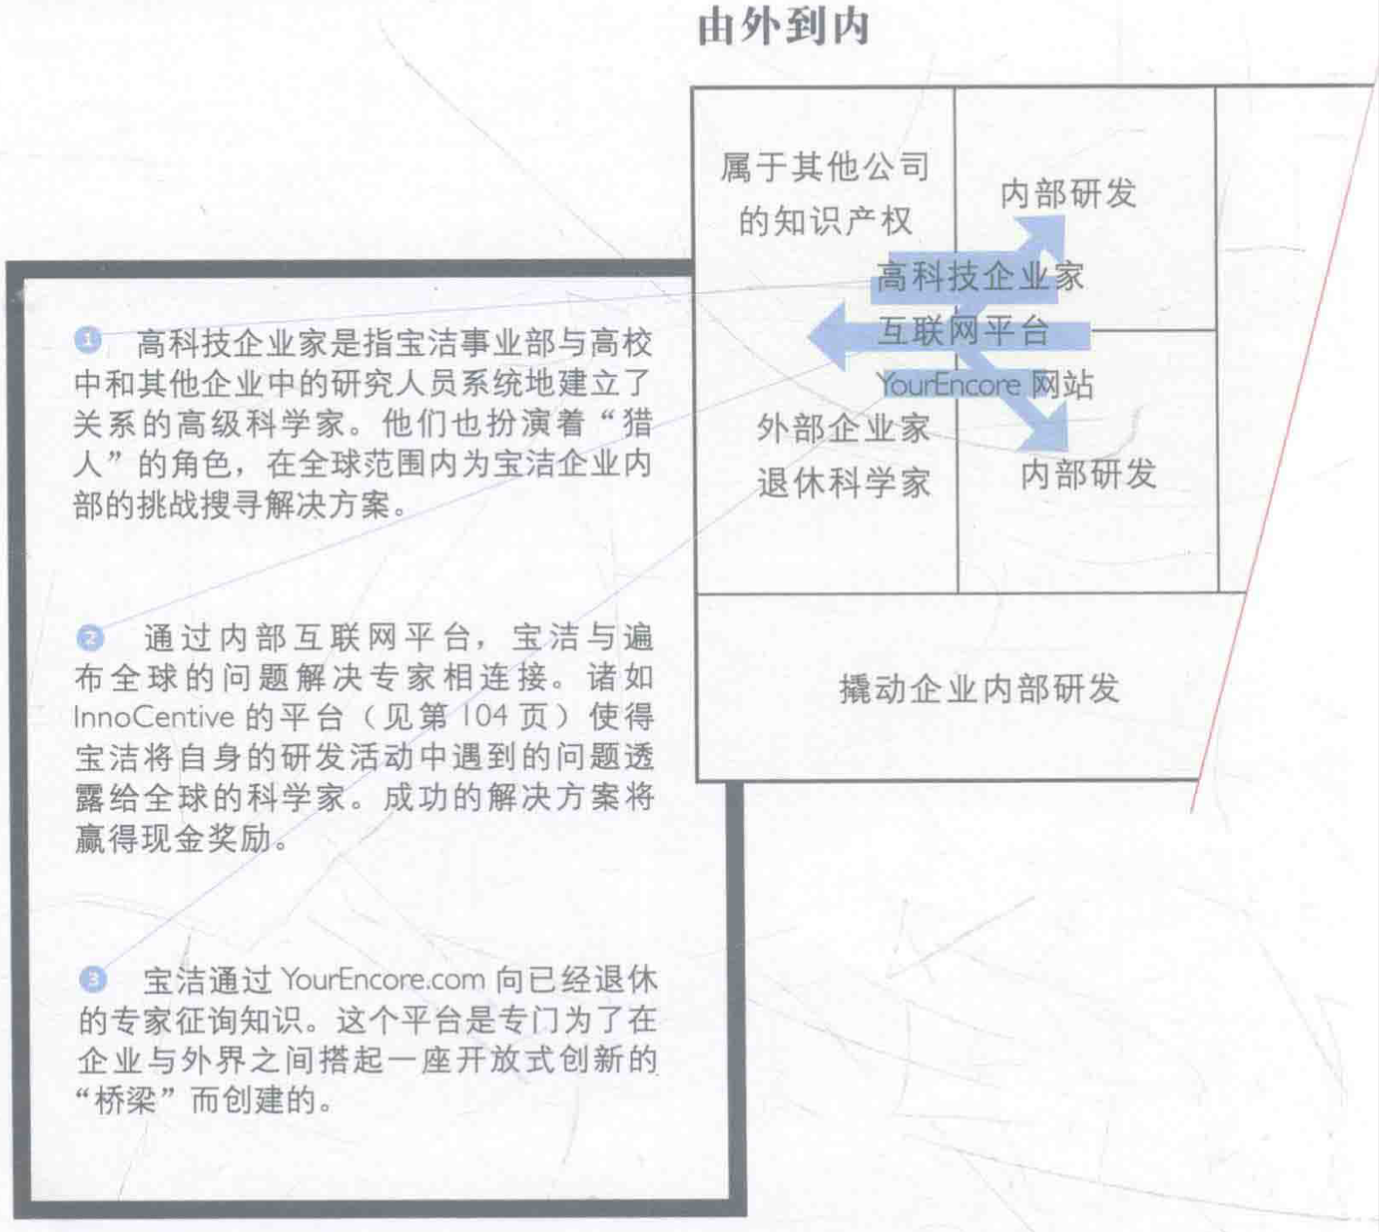 由外到内
属于其他公司
的知识产权
内部研发
高科技企业家
互联网平台
YourEncore 网站
外部企业家
退休科学家
内部研发
撬动企业内部研发
1 高科技企业家是指宝洁事业部与高校
中和其他企业中的研究人员系统地建立了
关系的高级科学家。他们也扮演着“猎
人”的角色，在全球范围内为宝洁企业内
部的挑战搜寻解决方案。
2 通过内部互联网平台，宝洁与遍
布全球的问题解决专家相连接。诸如
InnoCentive 的平台（见第 104 页）使得
宝洁将自身的研发活动中遇到的问题透
露给全球的科学家。成功的解决方案将
赢得现金奖励。
3 宝洁通过 YourEncore.com 向已经退休
的专家征询知识。这个平台是专门为了在
企业与外界之间搭起一座开放式创新的
“桥梁”而创建的。